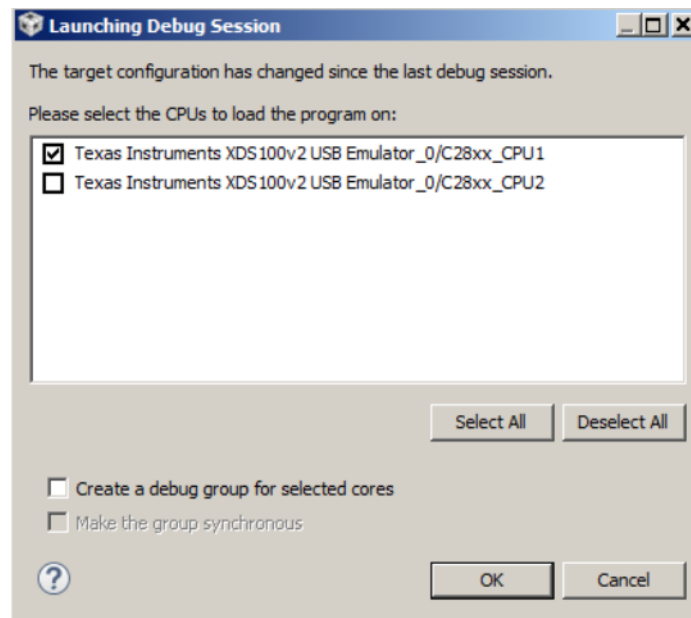 Launching Debug Session
The target configuration has changed since the last debug session.
Please select the CPUs to load the program on:
Texas Instruments XDS100v2 USB Emulator_0/C28xx_CPU1
Texas Instruments XDS100v2 USB Emulator_0/C28xx_CPU2
Select All Deselect All
Create a debug group for selected cores
Make the group synchronous
? OK Cancel